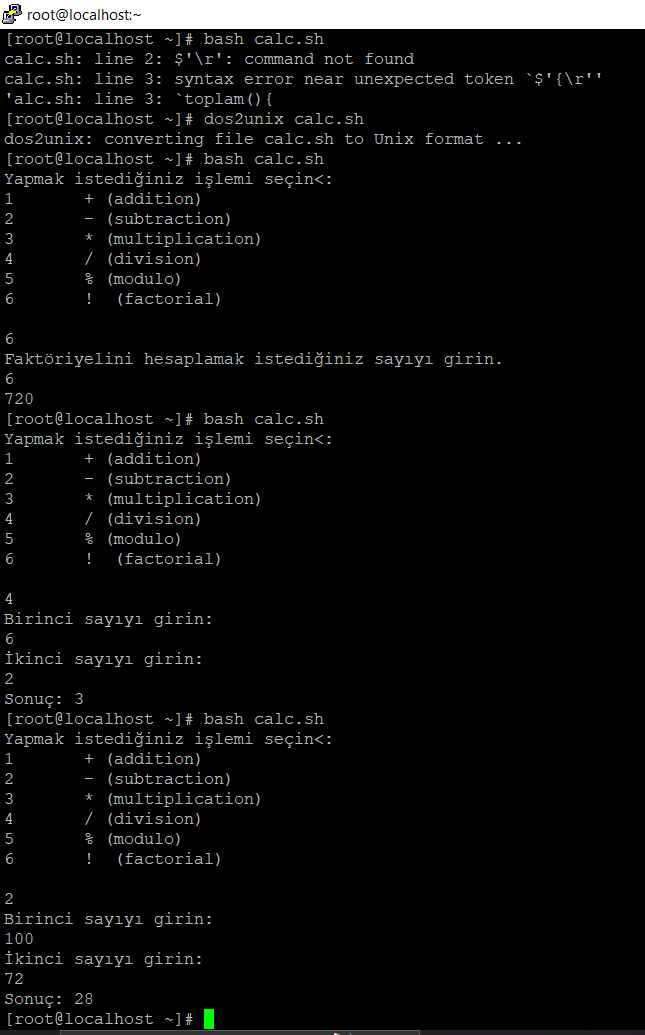 root@localhost:~
[root@localhost ~]# bash calc.sh
calc.sh: line 2: $'\r': command not found
calc.sh: line 3: syntax error near unexpected token `$'{\r''
'alc.sh: line 3: `toplam(){
[root@localhost ~]# dos2unix calc.sh
dos2unix: converting file calc.sh to Unix format ...
[root@localhost ~]# bash calc.sh
Yapmak istediğiniz işlemi seçin<:
1       + (addition)
2       - (subtraction)
3       * (multiplication)
4       / (division)
5       % (modulo)
6       !  (factorial)

6
Faktöriyelini hesaplamak istediğiniz sayıyı girin.
6
720
[root@localhost ~]# bash calc.sh
Yapmak istediğiniz işlemi seçin<:
1       + (addition)
2       - (subtraction)
3       * (multiplication)
4       / (division)
5       % (modulo)
6       !  (factorial)

4
Birinci sayıyı girin:
6
İkinci sayıyı girin:
2
Sonuç: 3
[root@localhost ~]# bash calc.sh
Yapmak istediğiniz işlemi seçin<:
1       + (addition)
2       - (subtraction)
3       * (multiplication)
4       / (division)
5       % (modulo)
6       !  (factorial)

2
Birinci sayıyı girin:
100
İkinci sayıyı girin:
72
Sonuç: 28
[root@localhost ~]#